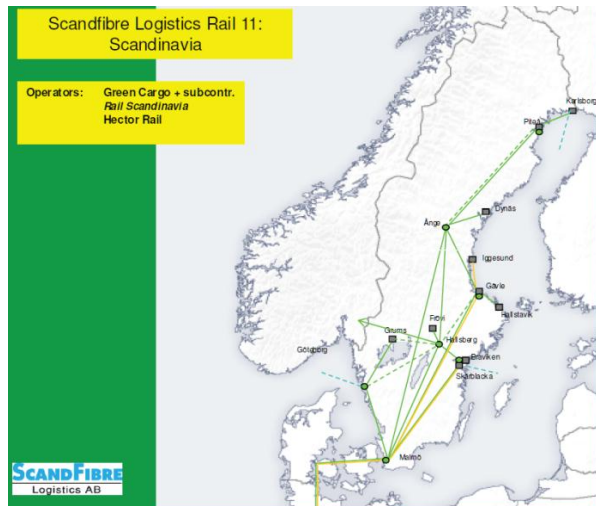 Scandfibre Logistics Rail 11:
Scandinavia
Operators: Green Cargo + subcontr.
Rail Scandinavia
Hector Rail
Karlsborg
Piteå
Dynäs
Ånge
Iggesund
Gävle
Hallstavik
Frövi
Grums
Hallsberg
Göteborg
Braviken
Skärblacka
Malmö
SCANDFIBRE
Logistics AB